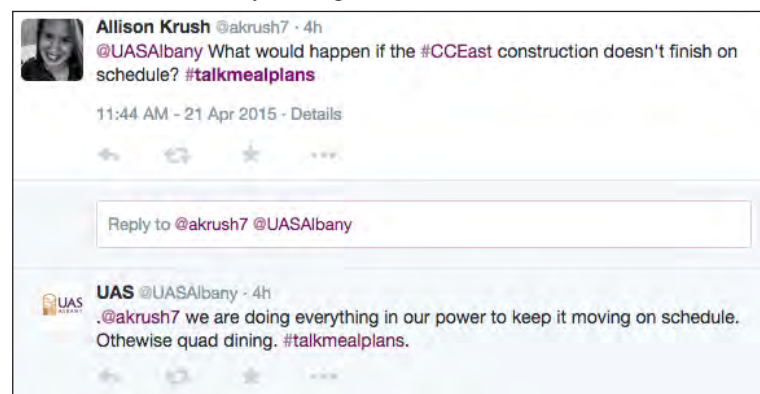 Allison Krush @akrush7 · 4h
@UASAlbany What would happen if the #CCEast construction doesn't finish on
schedule? #talkmealplans
11:44 AM - 21 Apr 2015 · Details
Reply to @akrush7 @UASAlbany
UAS @UASAlbany · 4h
UAS
ALBANY
.@akrush7 we are doing everything in our power to keep it moving on schedule.
Othewise quad dining. #talkmealplans.